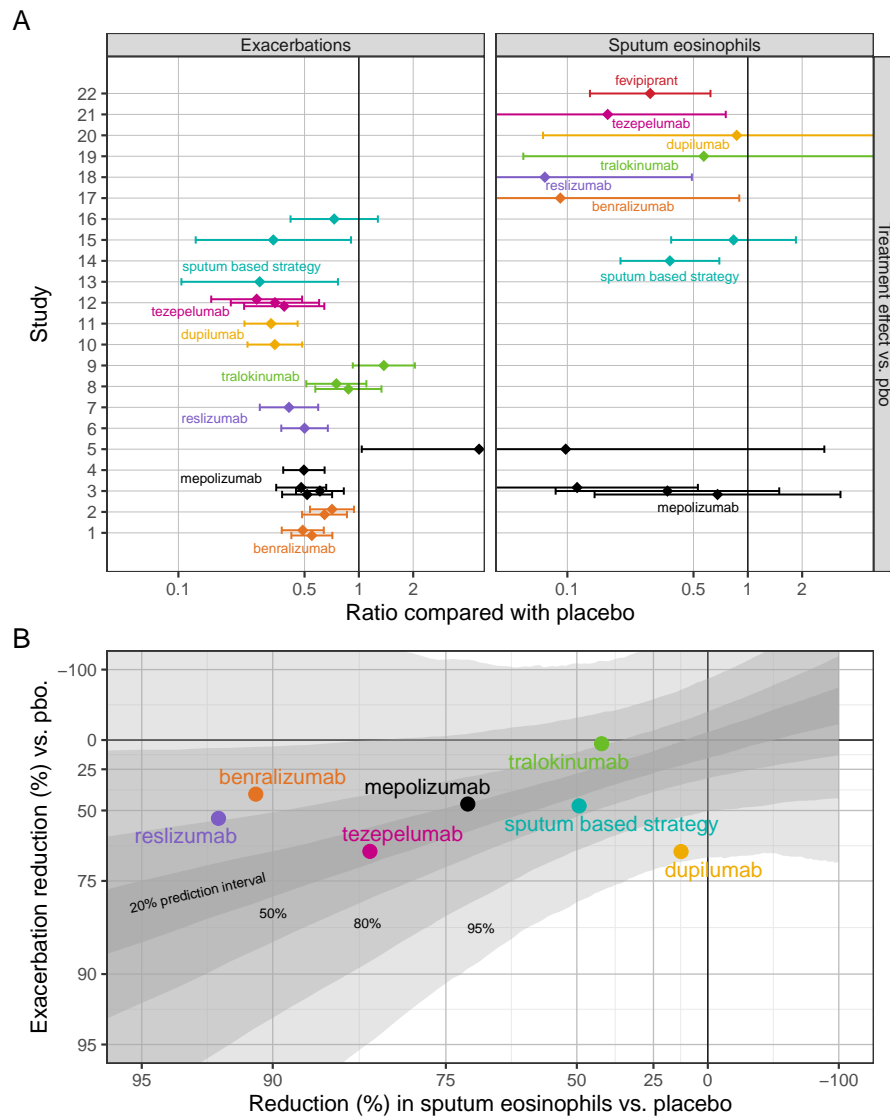 A
Exacerbations
Sputum eosinophils
Study
22
21
20
19
18
17
16
15
14
13
12
11
10
9
8
7
6
5
4
3
2
1
fevipiprant
tezepelumab
dupilumab
tralokinumab
reslizumab
benralizumab
sputum based strategy
sputum based strategy
tezepelumab
dupilumab
tralokinumab
reslizumab
mepolizumab
mepolizumab
benralizumab
Treatment effect vs. pbo
0.1 0.5 1 2 0.1 0.5 1 2
Ratio compared with placebo
B
Exacerbation reduction (%) vs. pbo.
−100
0
25
50
75
90
95
tralokinumab
benralizumab
mepolizumab
reslizumab
tezepelumab
sputum based strategy
dupilumab
20% prediction interval
50%
80%
95%
95 90 75 50 25 0 −100
Reduction (%) in sputum eosinophils vs. placebo